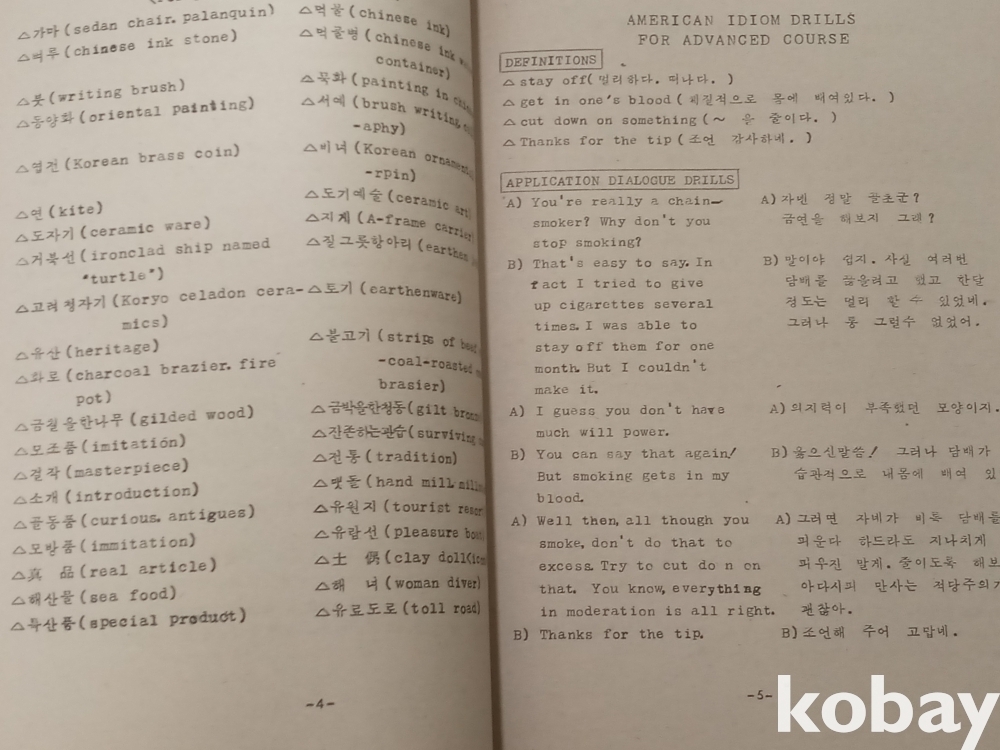 △가마(sedan chair. palanquin)
△벼루(chinese ink stone)
△붓(writing brush)
△동양화(oriental painting)
△엽전(Korean brass coin)
△연(kite)
△도자기(ceramic ware)
△거북선(ironclad ship named
"turtle")
△고려청자기(Koryo celadon cera-
mics)
△유산(heritage)
△화로(charcoal brazier. fire
pot)
△금칠을한나무(gilded wood)
△모조품(imitation)
△걸작(masterpiece)
△소개(introduction)
△골동품(curious. antigues)
△모방품(immitation)
△真 品(real article)
△해산물(sea food)
△특산품(special product)
△먹물(chinese ink)
△먹물병(chinese ink
container)
△묵화(painting in
△서예(brush writing.
-aphy)
△비녀(Korean
-rpin)
△도기예술(ceramic art)
△지게(A-frame carrier)
△질그릇항아리(earthen
△토기(earthenware)
△불고기(strips of beef
-coal-roasted
brasier)
△금박을한청동(gilt
△잔존하는관습(surviving
△전통(tradition)
△맷돌(hand mill.
△유원지(tourist
△유람선(pleasure
△土 偶(clay doll
△해 녀(woman diver)
△유료도로(toll road)
-4-
AMERICAN IDIOM DRILLS
FOR ADVANCED COURSE
DEFINITIONS
△stay off(멀리하다. 떠나다. )
△get in one's blood(체질적으로 몸에 배여있다. )
△cut down on something(~ 을 줄이다. )
△Thanks for the tip(조언 감사하네. )
APPLICATION DIALOGUE DRILLS
A) You're really a chain-
smoker? Why don't you
stop smoking?
B) That's easy to say. In
fact I tried to give
up cigarettes several
times. I was able to
stay off them for one
month. But I couldn't
make it.
A) I guess you don't have
much will power.
B) You can say that again!
But smoking gets in my
blood.
A) Well then, all though you
smoke, don't do that to
excess. Try to cut do n on
that. You know, everything
in moderation is all right.
B) Thanks for the tip.
A) 자넨 정말 골초군?
금연을 해보지 그래?
B) 말이야 쉽지. 사실 여러번
담배를 끊을려고 했고 한달
정도는 멀리 할 수 있었네.
그러나 통 그럴수 없었어.
A) 의지력이 부족했던 모양이지.
B) 옳으신말씀! 그러나 담배가
습관적으로 내몸에 배여 있
A) 그러면 자네가 비록 담배를
피운다 하드라도 지나치게
피우진 말게. 줄이도록 해보
아다시피 만사는 적당주의가
괜찮아.
B) 조언해 주어 고맙네.
-5-
kobay